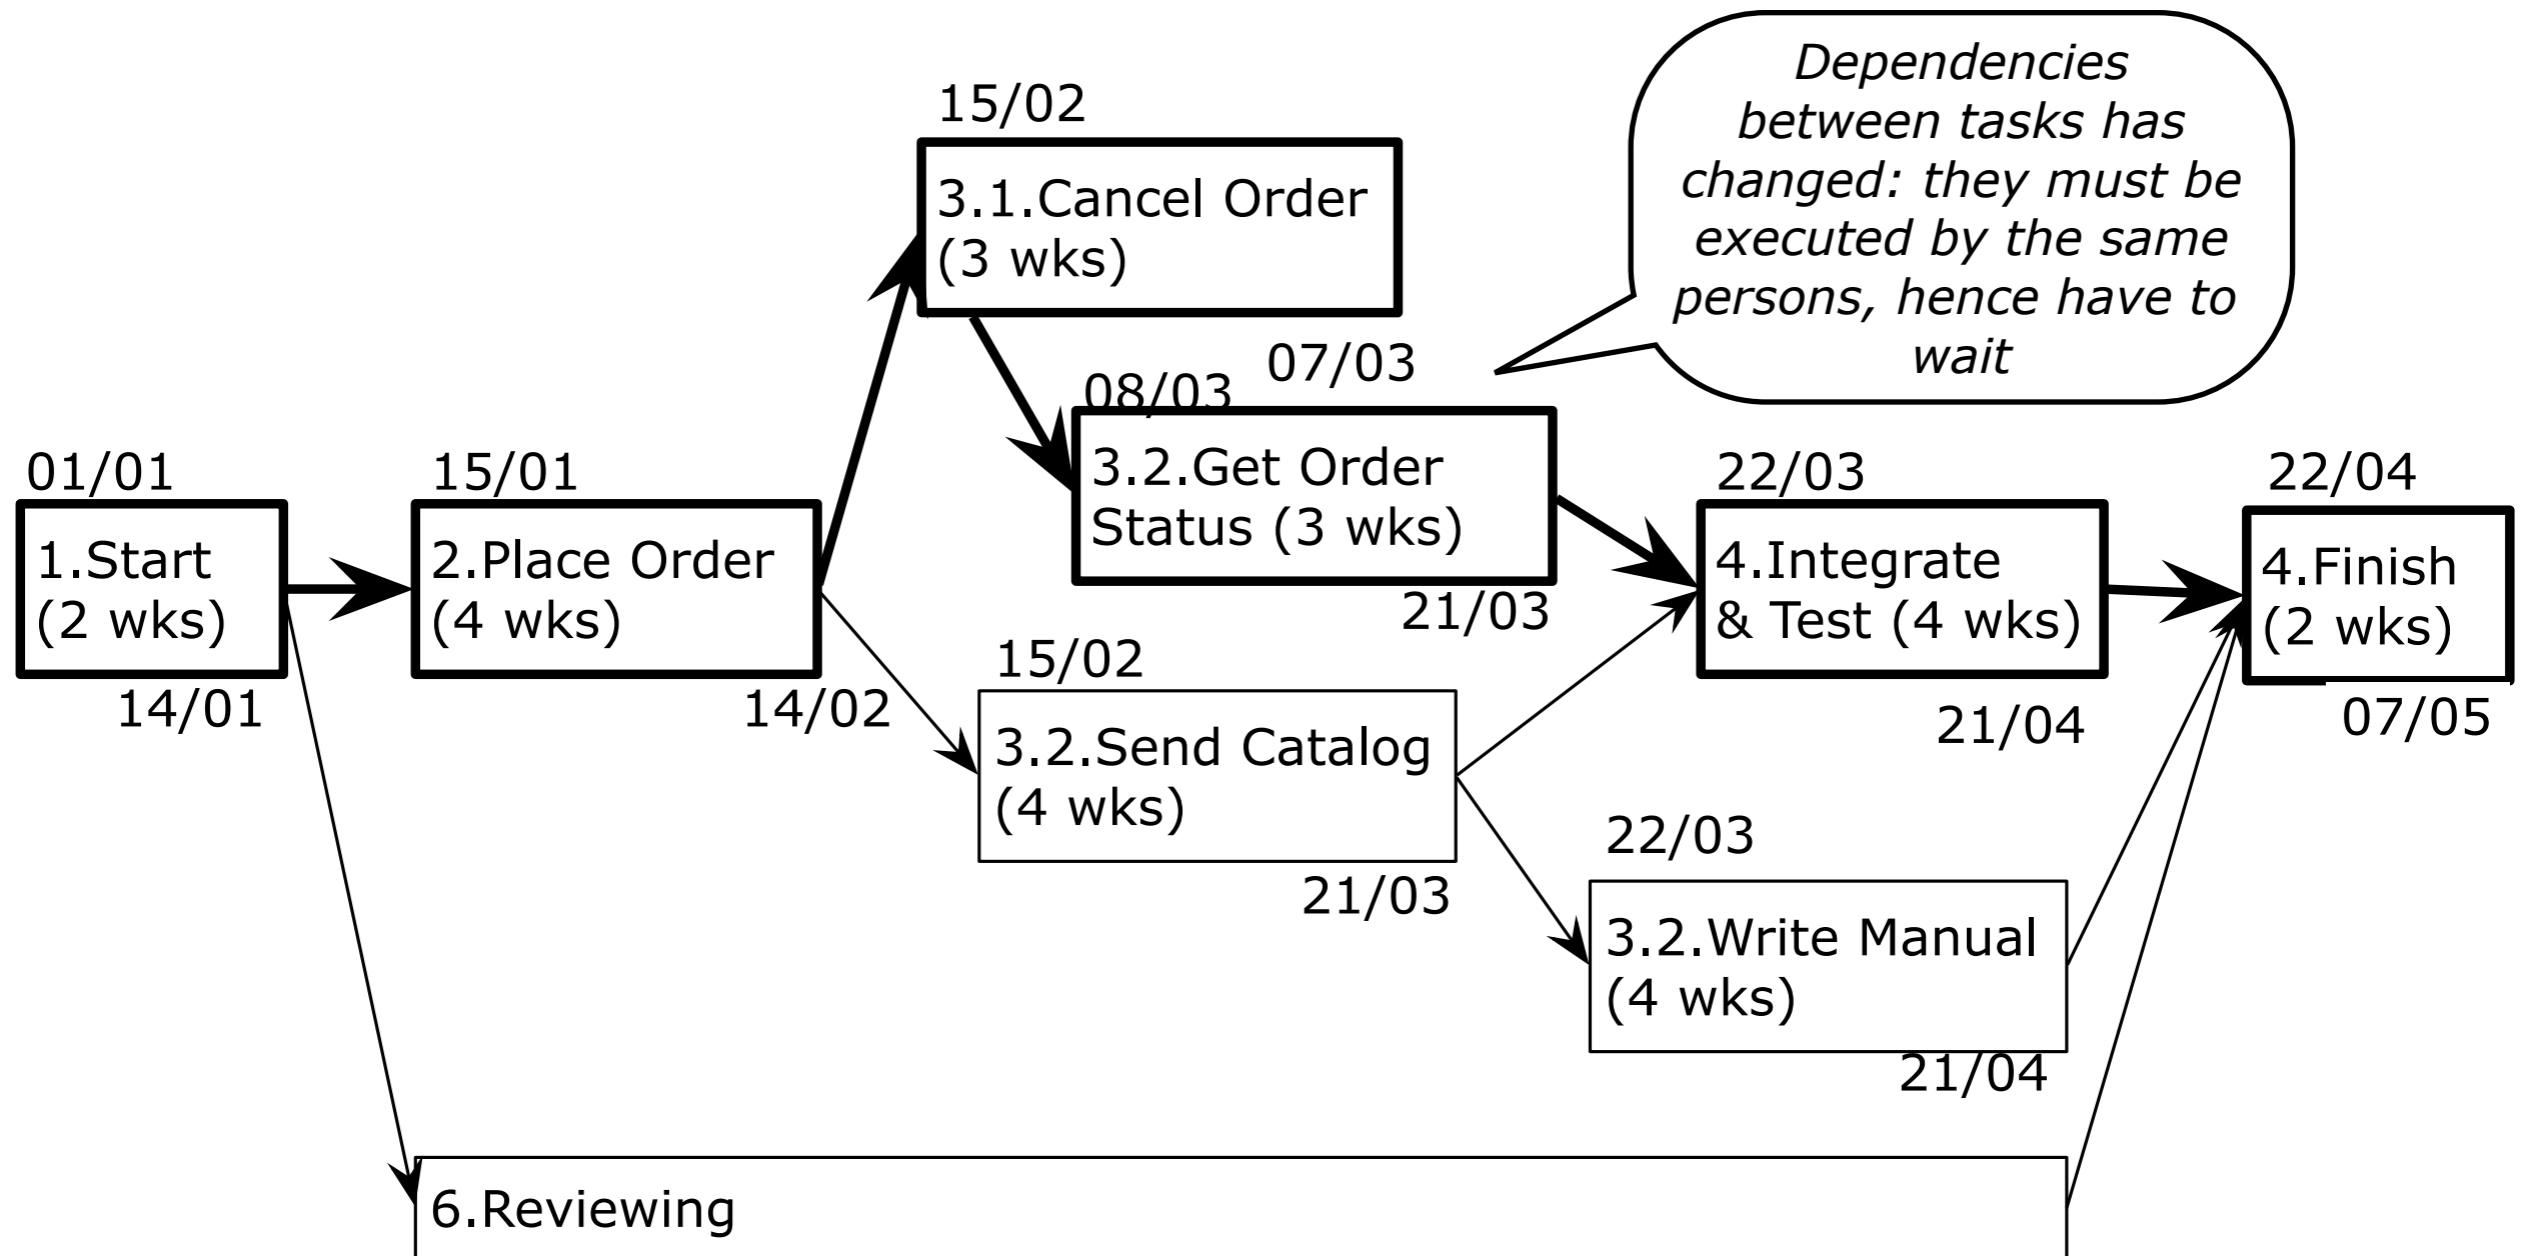 Dependencies
between tasks has
changed: they must be
executed by the same
persons, hence have to
wait
15/02
3.1.Cancel Order
(3 wks)
07/03
08/03
3.2.Get Order
Status (3 wks)
21/03
01/01
1.Start
(2 wks)
14/01
15/01
2.Place Order
(4 wks)
14/02
22/03
4.Integrate
& Test (4 wks)
21/04
22/04
4.Finish
(2 wks)
07/05
15/02
3.2.Send Catalog
(4 wks)
21/03
22/03
3.2.Write Manual
(4 wks)
21/04
6.Reviewing